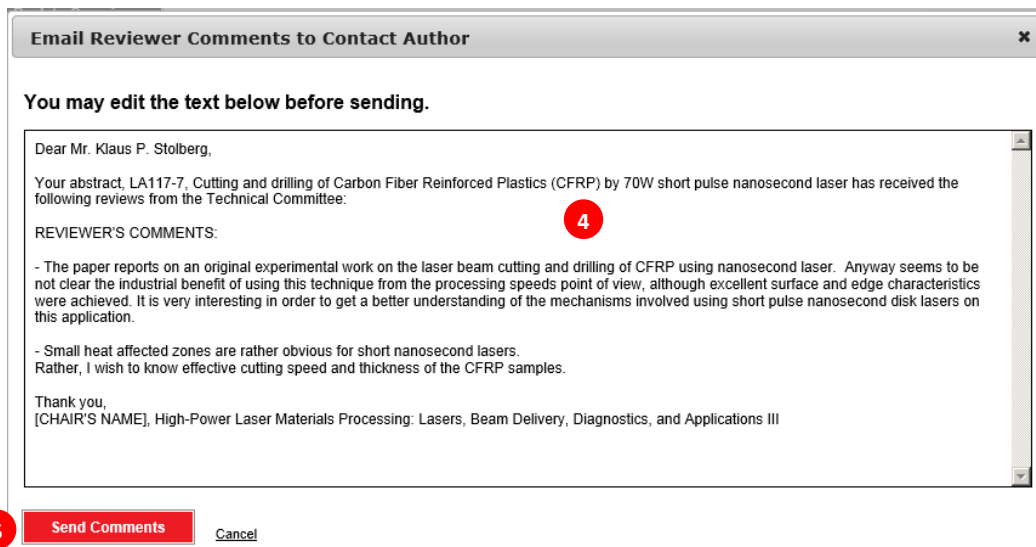 Email Reviewer Comments to Contact Author
You may edit the text below before sending.
Dear Mr. Klaus P. Stolberg,
Your abstract, LA117-7, Cutting and drilling of Carbon Fiber Reinforced Plastics (CFRP) by 70W short pulse nanosecond laser has received the
following reviews from the Technical Committee:
4
REVIEWER'S COMMENTS:
- The paper reports on an original experimental work on the laser beam cutting and drilling of CFRP using nanosecond laser.  Anyway seems to be
not clear the industrial benefit of using this technique from the processing speeds point of view, although excellent surface and edge characteristics
were achieved. It is very interesting in order to get a better understanding of the mechanisms involved using short pulse nanosecond disk lasers on
this application.
- Small heat affected zones are rather obvious for short nanosecond lasers.
Rather, I wish to know effective cutting speed and thickness of the CFRP samples.
Thank you,
[CHAIR'S NAME], High-Power Laser Materials Processing: Lasers, Beam Delivery, Diagnostics, and Applications III
Send Comments
Cancel